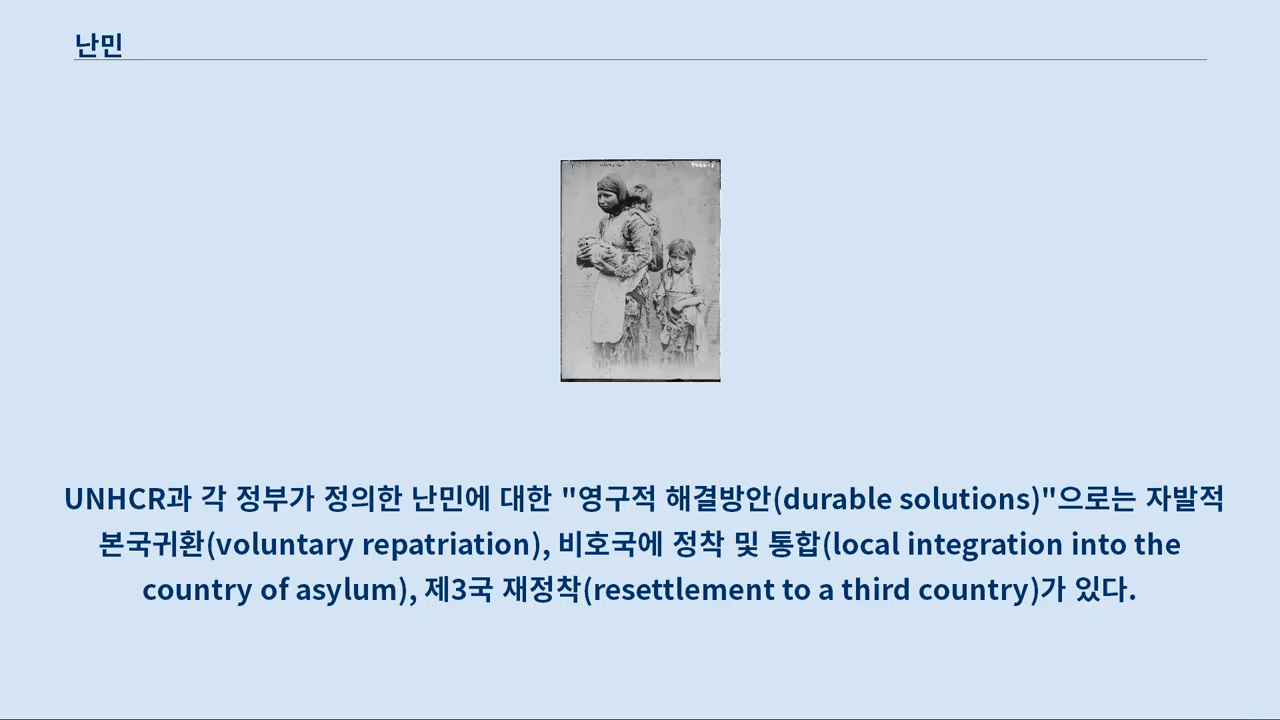 난민
UNHCR과 각 정부가 정의한 난민에 대한 "영구적 해결방안(durable solutions)"으로는 자발적
본국귀환(voluntary repatriation), 비호국에 정착 및 통합(local integration into the
country of asylum), 제3국 재정착(resettlement to a third country)가 있다.